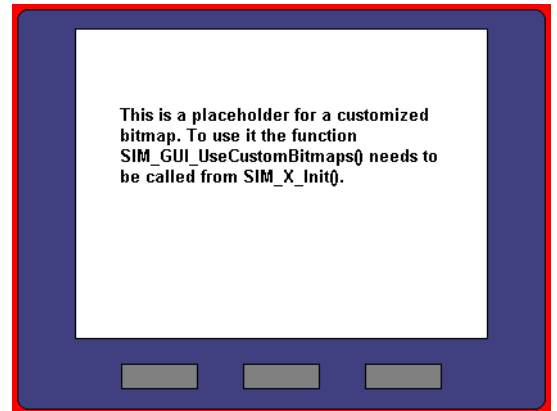 This is a placeholder for a customized
bitmap. To use it the function
SIM_GUI_UseCustomBitmaps() needs to
be called from SIM_X_Init().